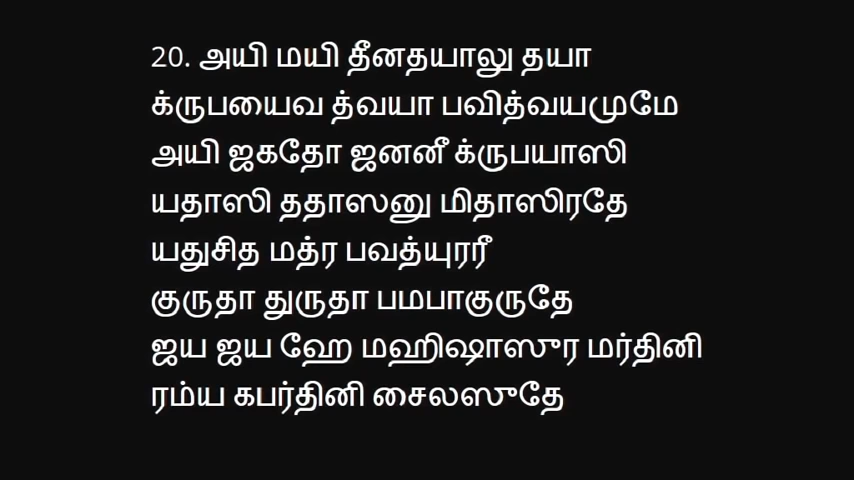 20. அயி மயி தீனதயாலு தயா
க்ருபயைவ த்வயா பவித்வயமுமே
அயி ஜகதோ ஜனனீ க்ருபயாஸி
யதாஸி ததாஸனு மிதாஸிரதே
யதுசித மத்ர பவத்யுரரீ
குருதா துருதா பமபாகுருதே
ஜய ஜய ஹே மஹிஷாஸுர மர்தினி
ரம்ய கபர்தினி சைலஸுதே